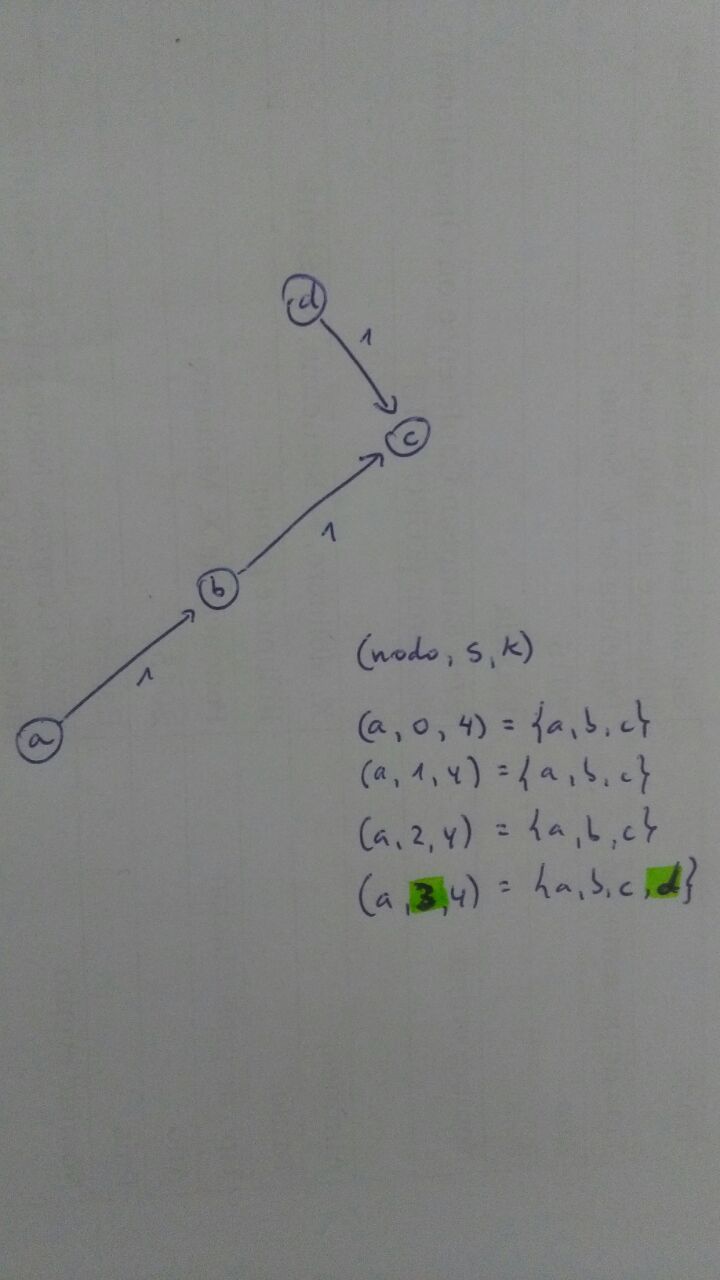 d
1
c
1
b
1
a
(nodo, s, k)
(a, 0, 4) = {a, b, c}
(a, 1, 4) = {a, b, c}
(a, 2, 4) = {a, b, c}
(a, 3, 4) = {a, b, c, d}